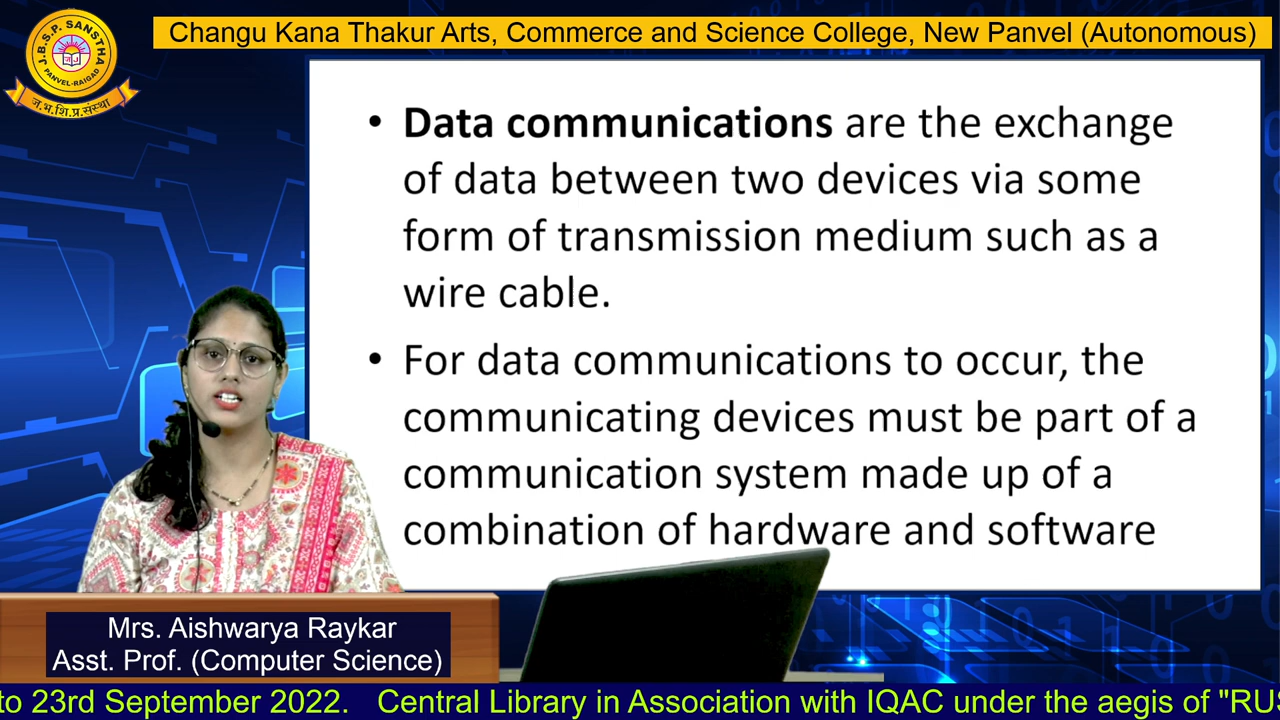 J.B.S.P. SANSTHA
PANVEL-RAIGAD
ज.भ.शि.प्र.संस्था
Changu Kana Thakur Arts, Commerce and Science College, New Panvel (Autonomous)
• Data communications are the exchange
of data between two devices via some
form of transmission medium such as a
wire cable.
• For data communications to occur, the
communicating devices must be part of a
communication system made up of a
combination of hardware and software
Mrs. Aishwarya Raykar
Asst. Prof. (Computer Science)
to 23rd September 2022. Central Library in Association with IQAC under the aegis of "RUS